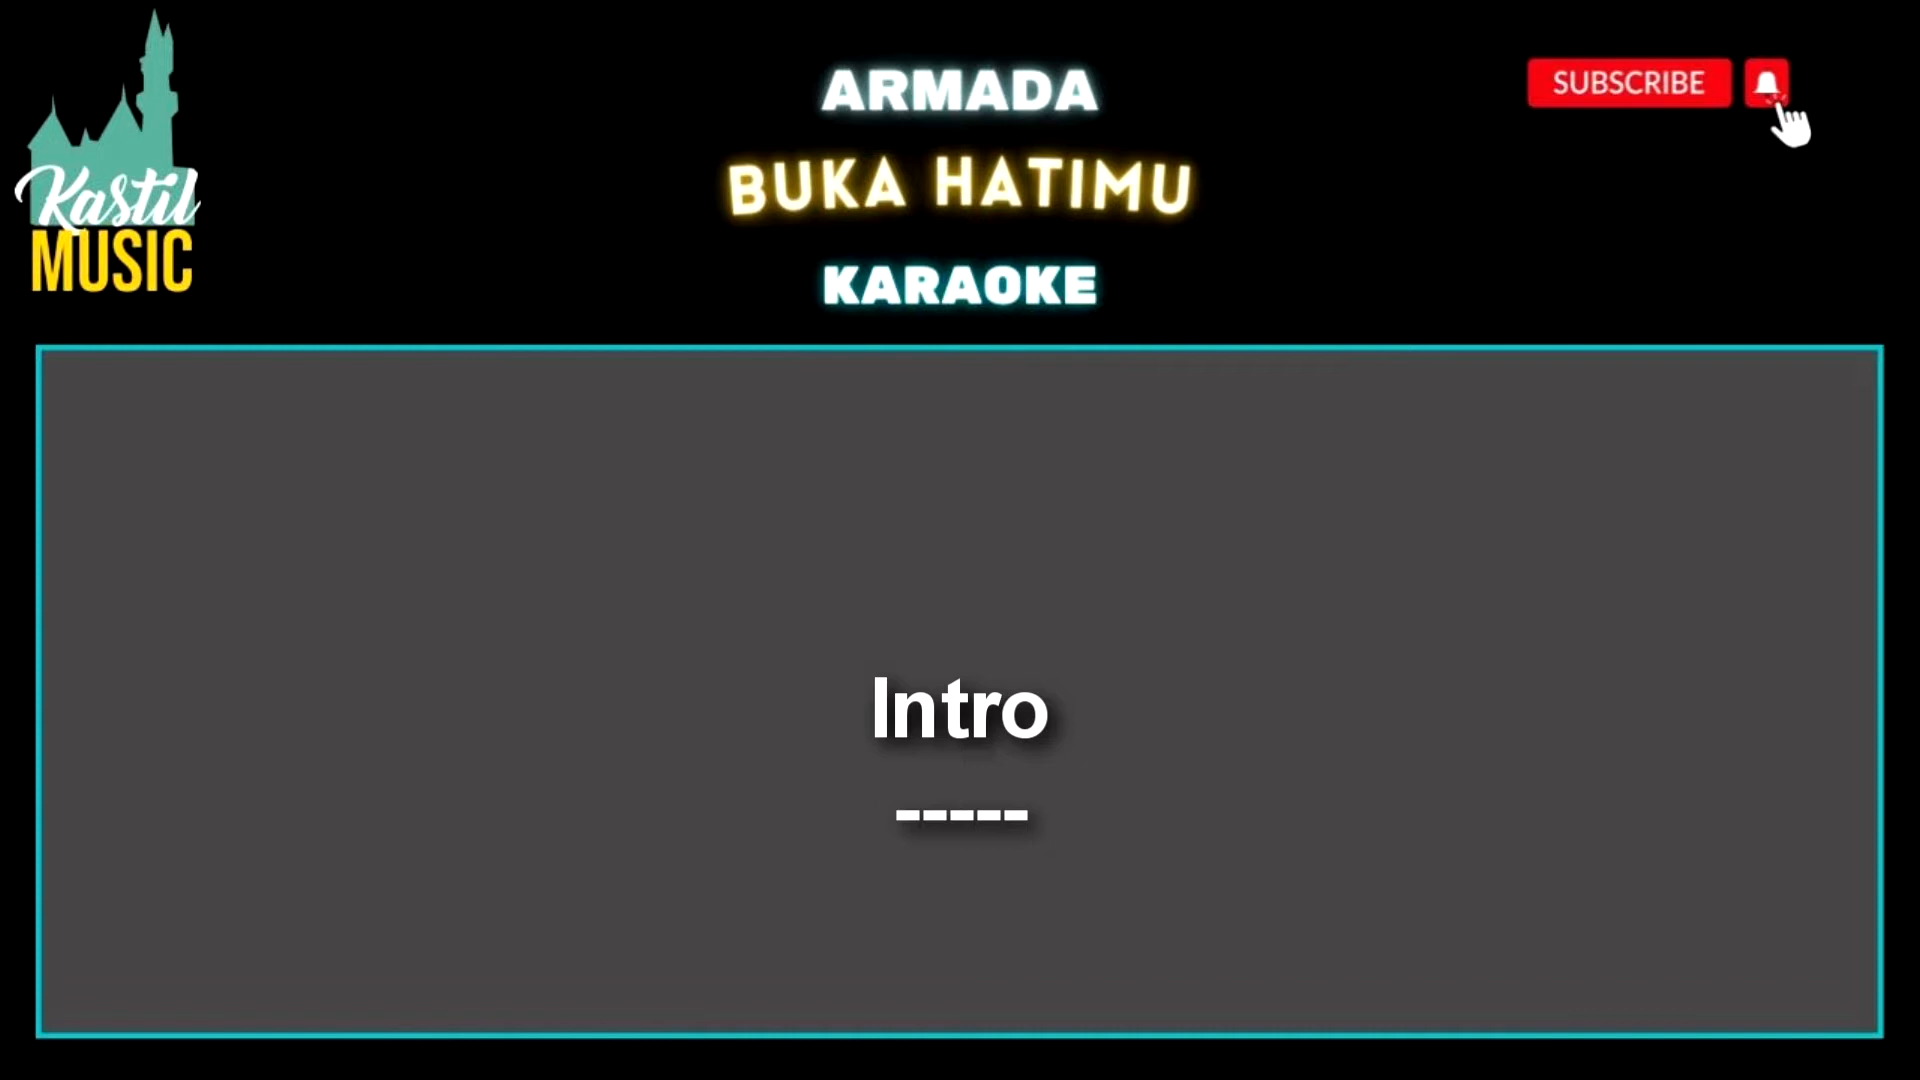 Kastil
MUSIC
ARMADA
BUKA HATIMU
KARAOKE
SUBSCRIBE
Intro
-----